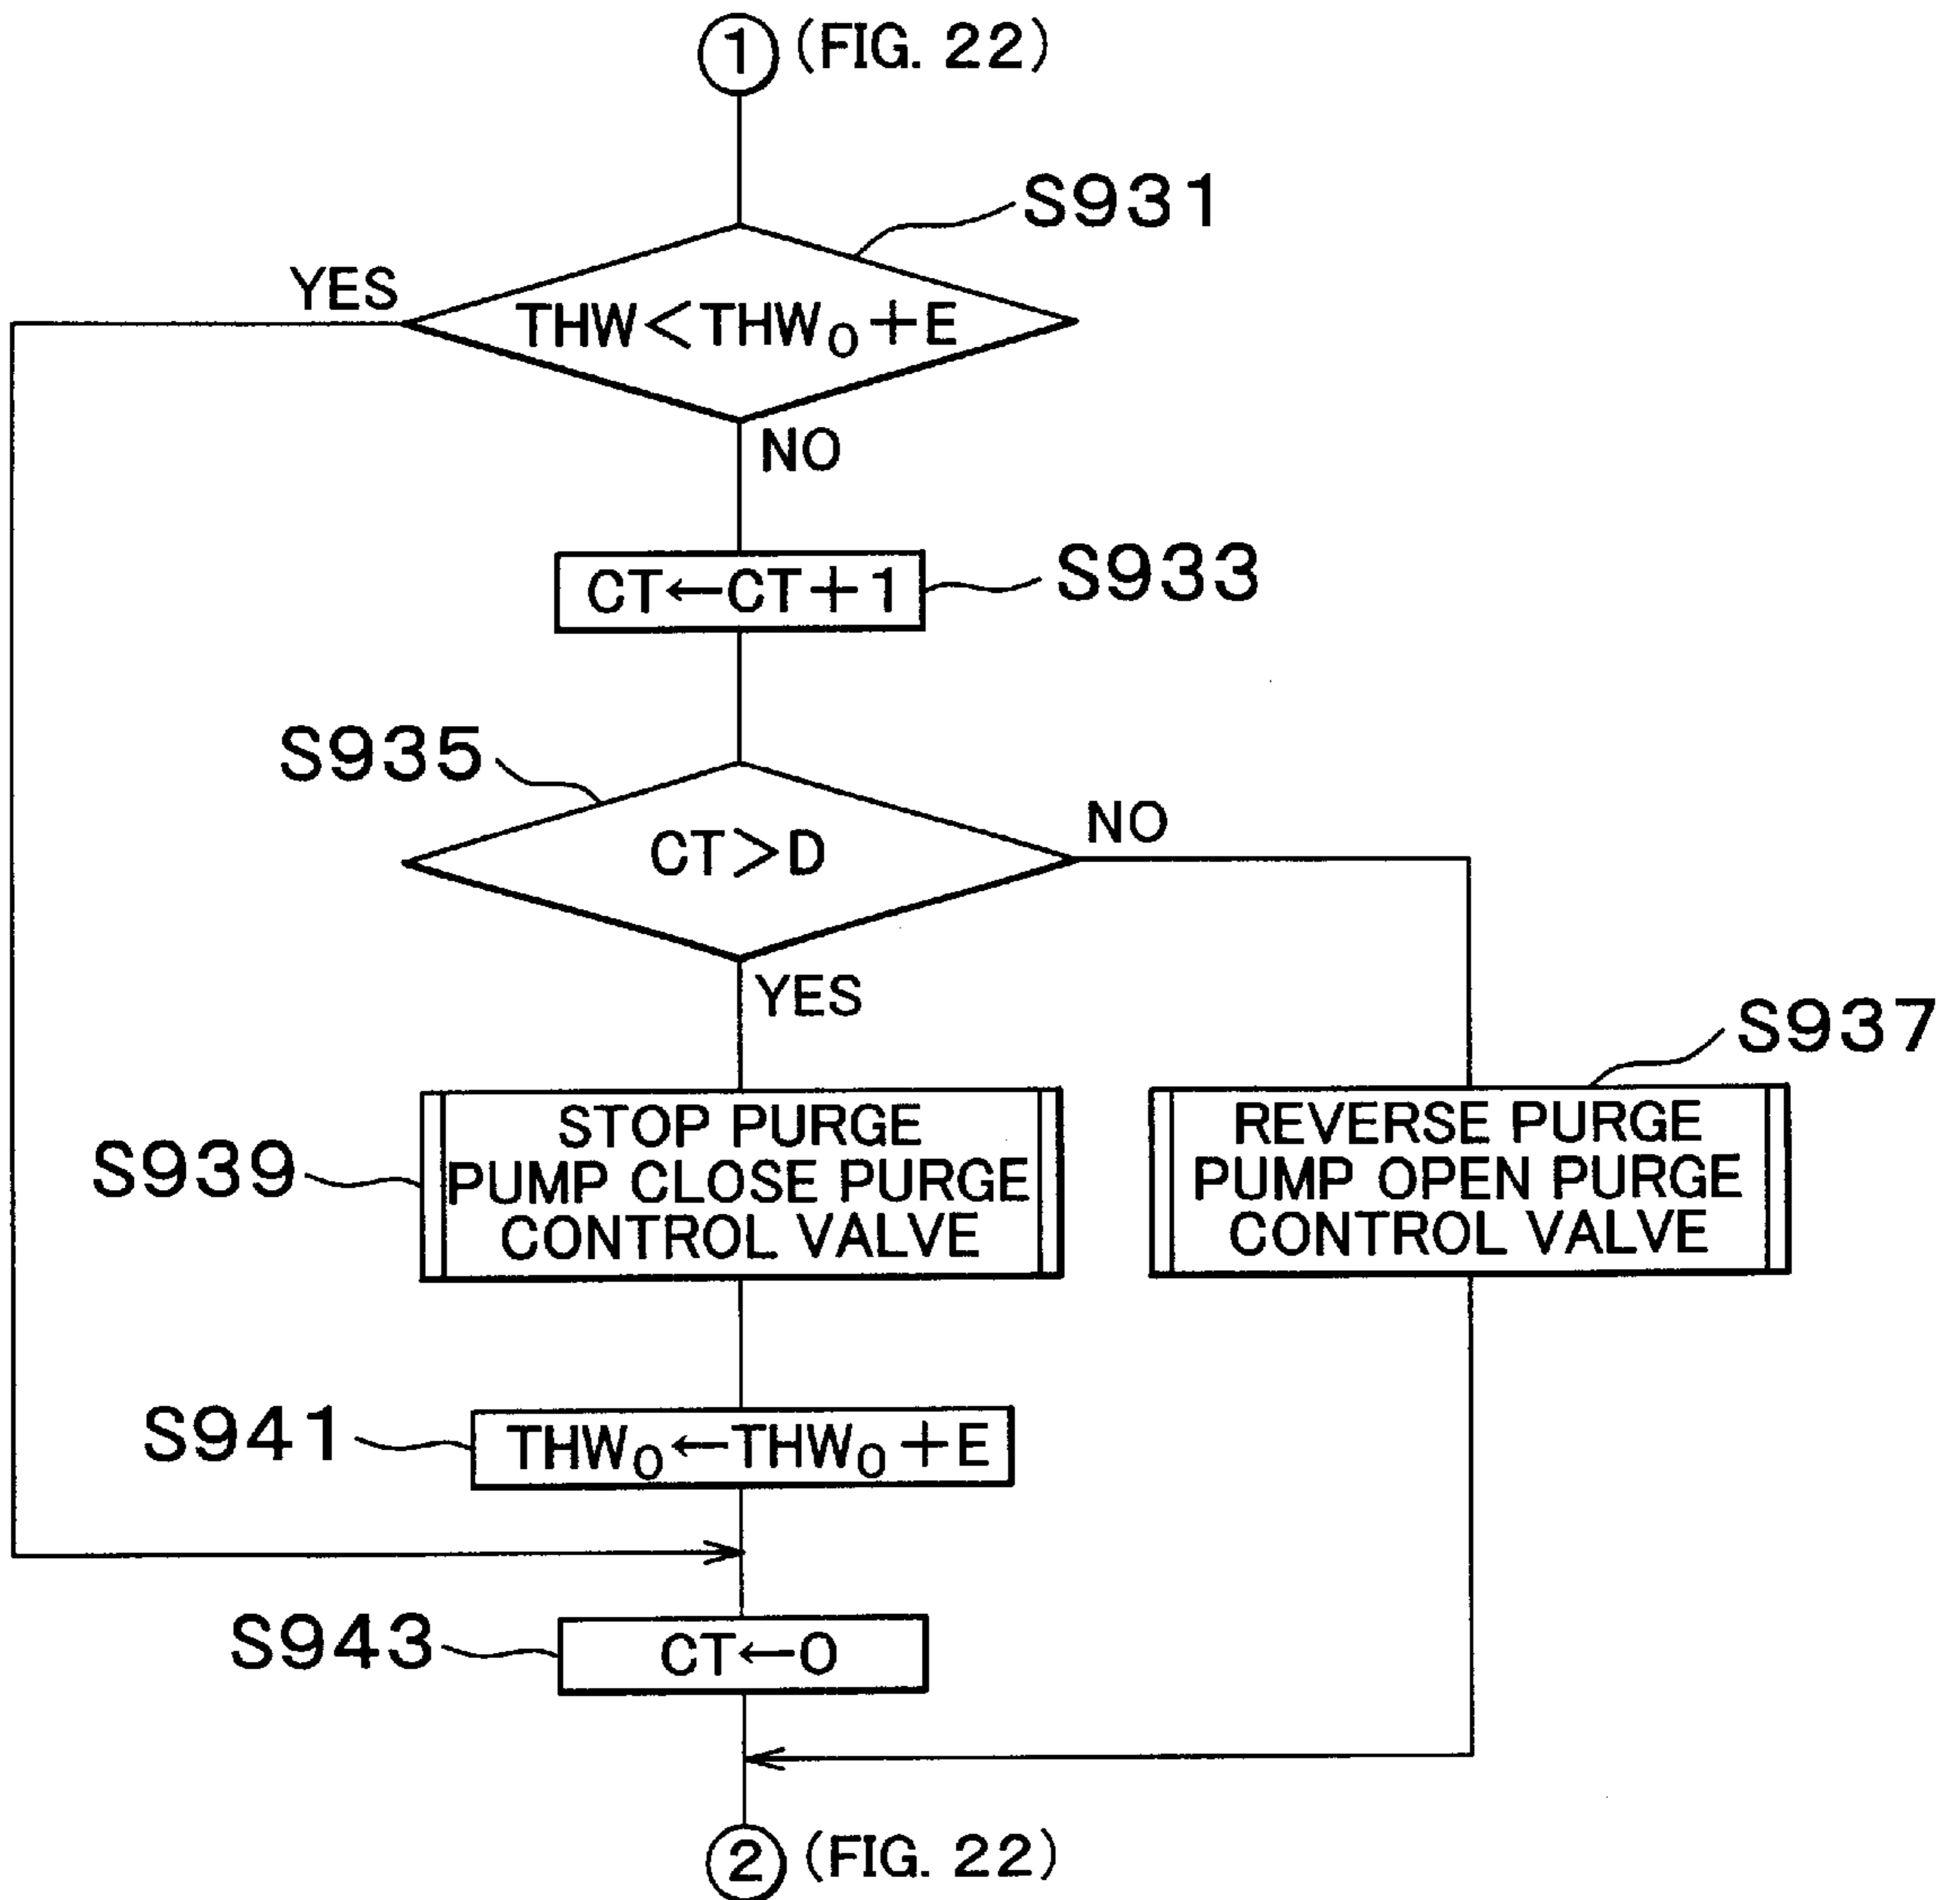 1 (FIG. 22)
S931
YES
THW<THW₀+E
NO
CT←CT+1
S933
S935
CT>D
NO
YES
S937
STOP PURGE
PUMP CLOSE PURGE
CONTROL VALVE
S939
REVERSE PURGE
PUMP OPEN PURGE
CONTROL VALVE
S941
THW₀←THW₀+E
S943
CT←0
2 (FIG. 22)